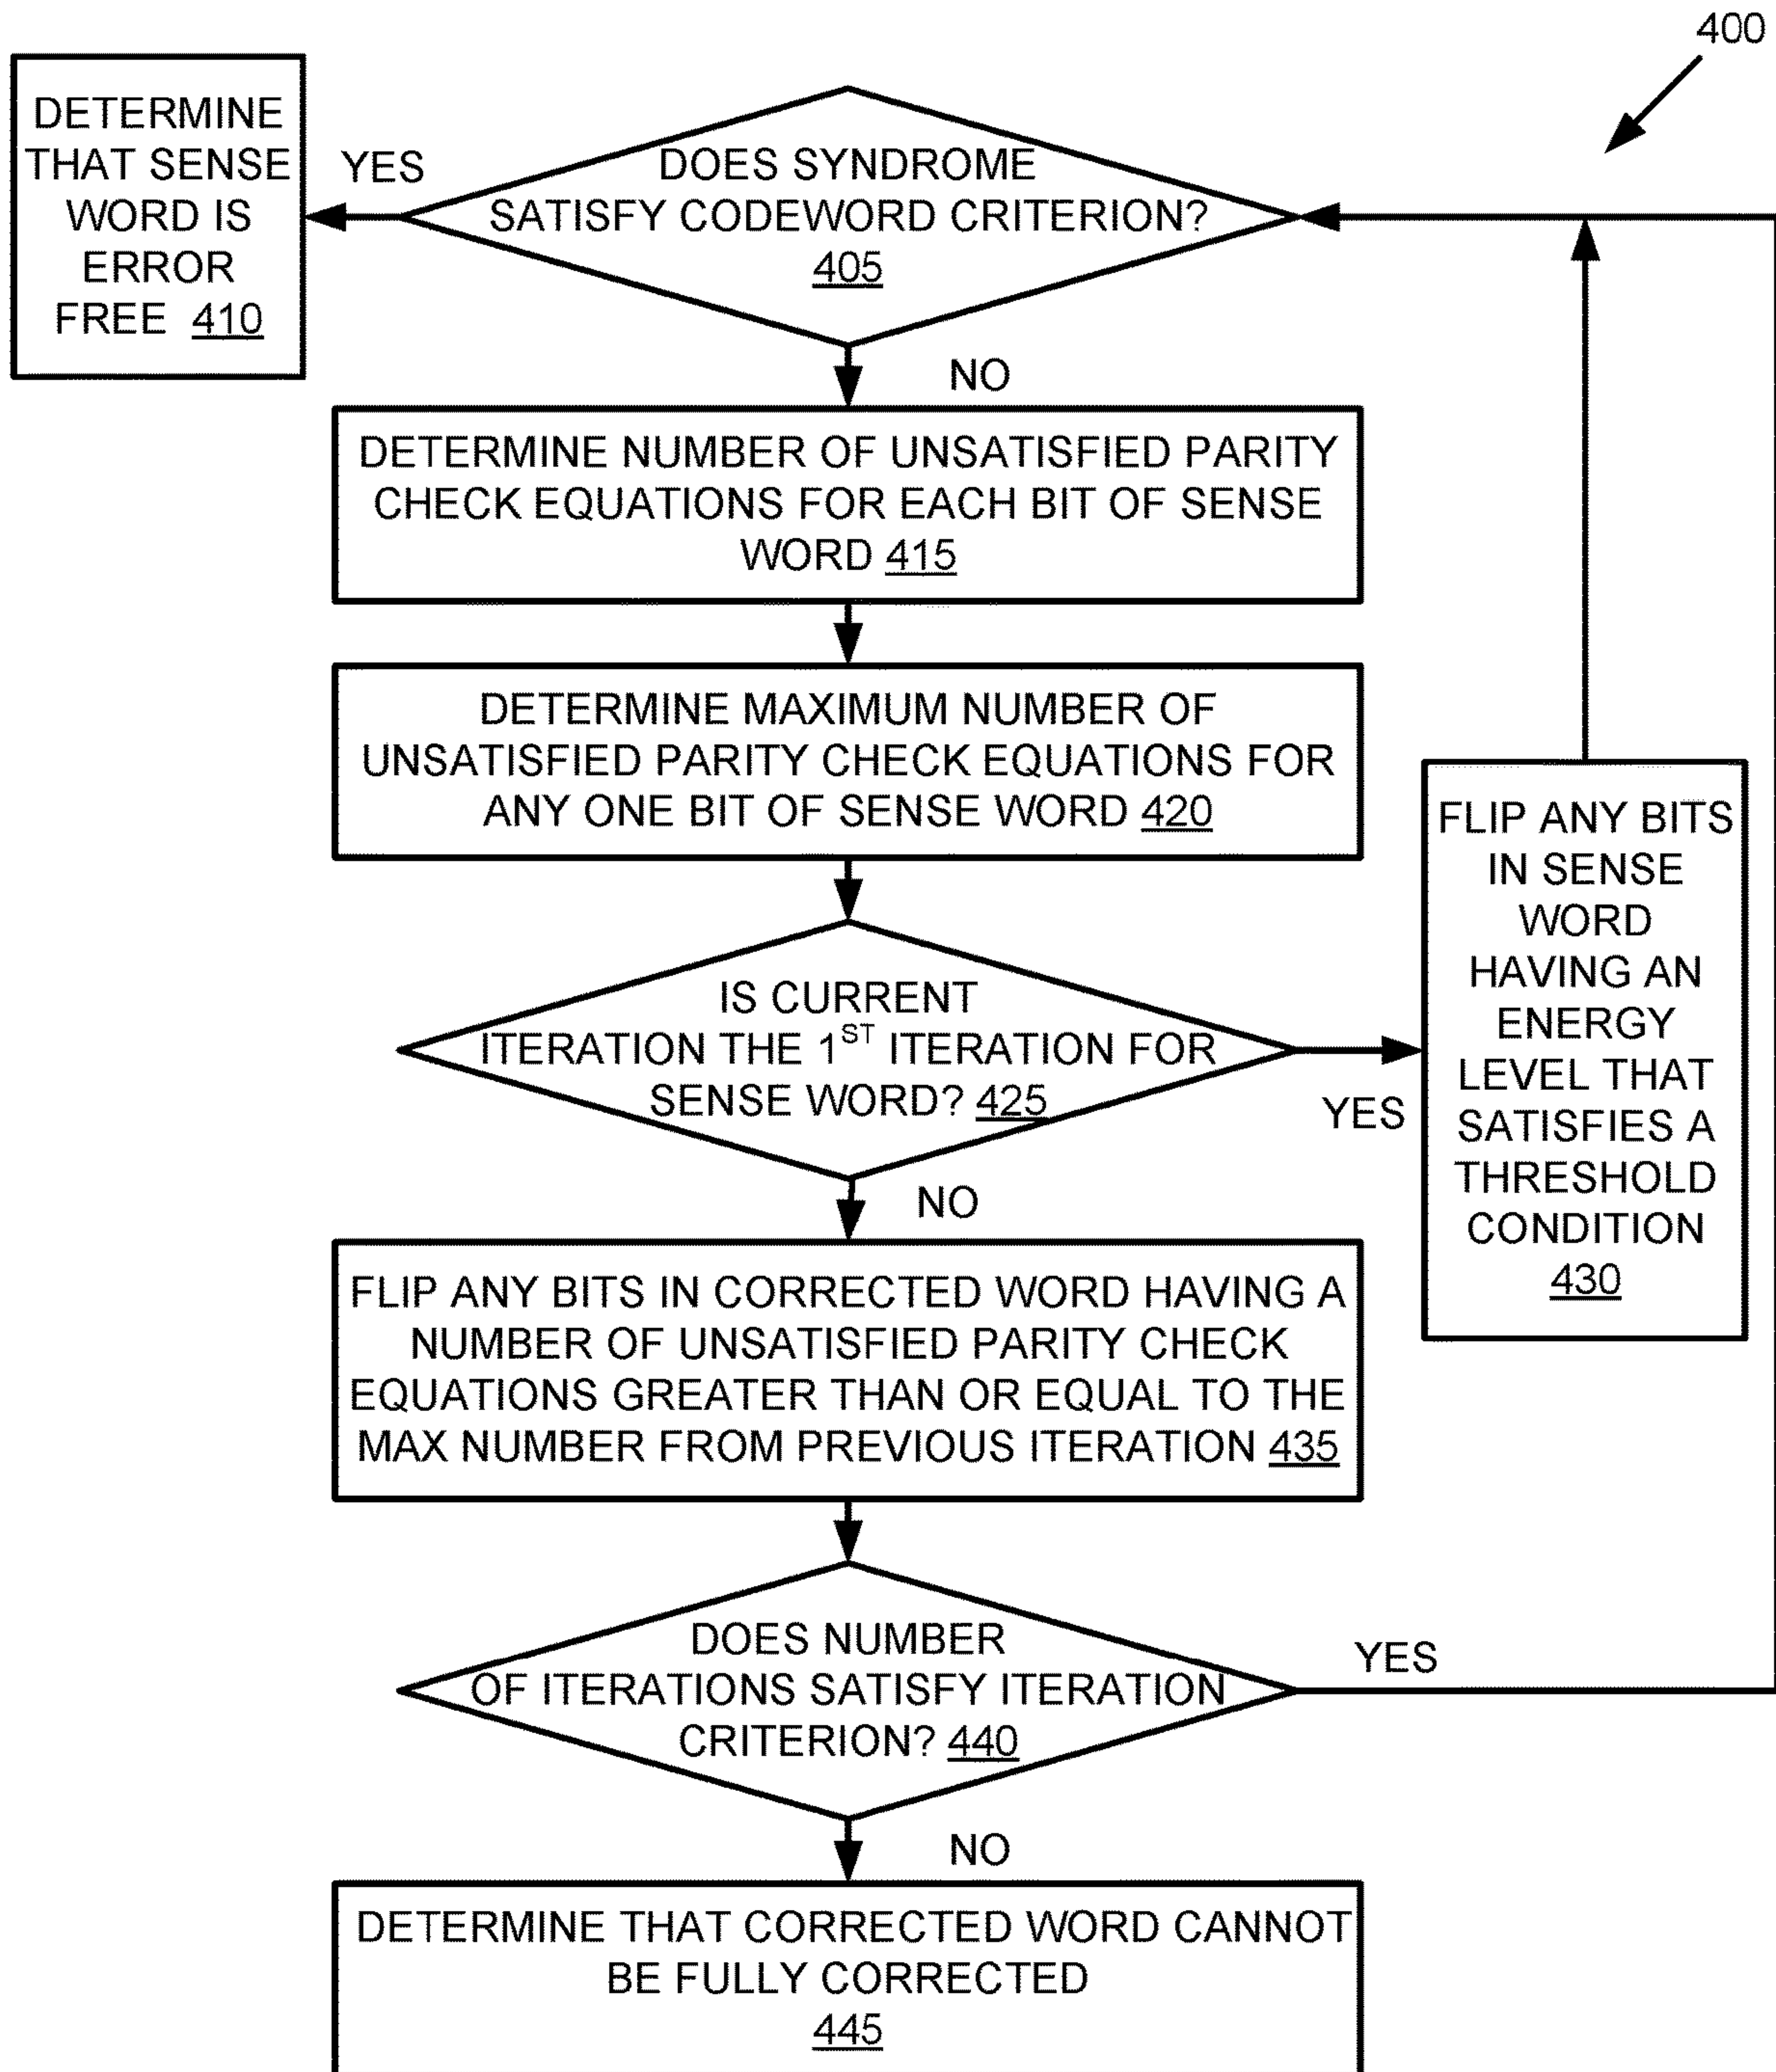 400
DETERMINE
THAT SENSE
WORD IS
ERROR
FREE 410
YES
DOES SYNDROME
SATISFY CODEWORD CRITERION?
405
NO
DETERMINE NUMBER OF UNSATISFIED PARITY
CHECK EQUATIONS FOR EACH BIT OF SENSE
WORD 415
DETERMINE MAXIMUM NUMBER OF
UNSATISFIED PARITY CHECK EQUATIONS FOR
ANY ONE BIT OF SENSE WORD 420
IS CURRENT
ITERATION THE 1ST ITERATION FOR
SENSE WORD? 425
YES
FLIP ANY BITS
IN SENSE
WORD
HAVING AN
ENERGY
LEVEL THAT
SATISFIES A
THRESHOLD
CONDITION
430
NO
FLIP ANY BITS IN CORRECTED WORD HAVING A
NUMBER OF UNSATISFIED PARITY CHECK
EQUATIONS GREATER THAN OR EQUAL TO THE
MAX NUMBER FROM PREVIOUS ITERATION 435
DOES NUMBER
OF ITERATIONS SATISFY ITERATION
CRITERION? 440
YES
NO
DETERMINE THAT CORRECTED WORD CANNOT
BE FULLY CORRECTED
445